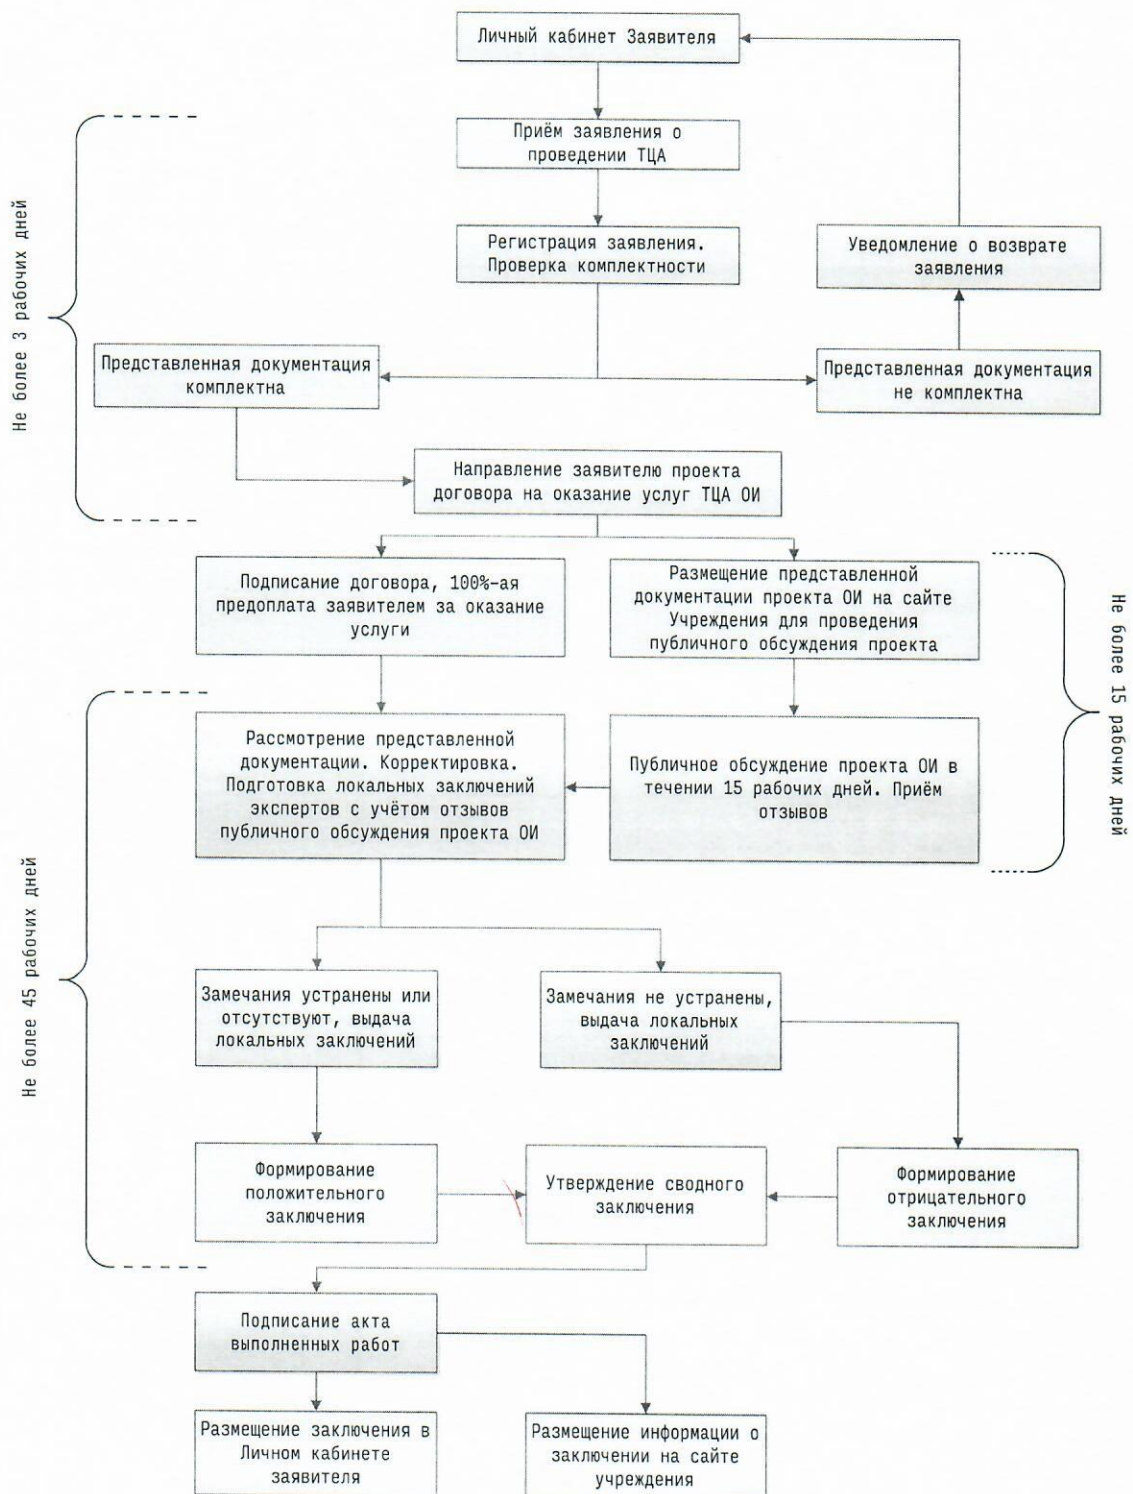 Личный кабинет Заявителя
Приём заявления о
проведении ТЦА
Не более 3 рабочих дней
Регистрация заявления.
Проверка комплектности
Уведомление о возврате
заявления
Представленная документация
комплектна
Представленная документация
не комплектна
Направление заявителю проекта
договора на оказание услуг ТЦА ОИ
Подписание договора, 100%-ая
предоплата заявителем за оказание
услуги
Размещение представленной
документации проекта ОИ на сайте
Учреждения для проведения
публичного обсуждения проекта
Не более 15 рабочих дней
Рассмотрение представленной
документации. Корректировка.
Подготовка локальных заключений
экспертов с учётом отзывов
публичного обсуждения проекта ОИ
Публичное обсуждение проекта ОИ в
течении 15 рабочих дней. Приём
отзывов
Не более 45 рабочих дней
Замечания устранены или
отсутствуют, выдача
локальных заключений
Замечания не устранены,
выдача локальных
заключений
Формирование
положительного
заключения
Утверждение сводного
заключения
Формирование
отрицательного
заключения
Подписание акта
выполненных работ
Размещение заключения в
Личном кабинете
заявителя
Размещение информации о
заключении на сайте
учреждения